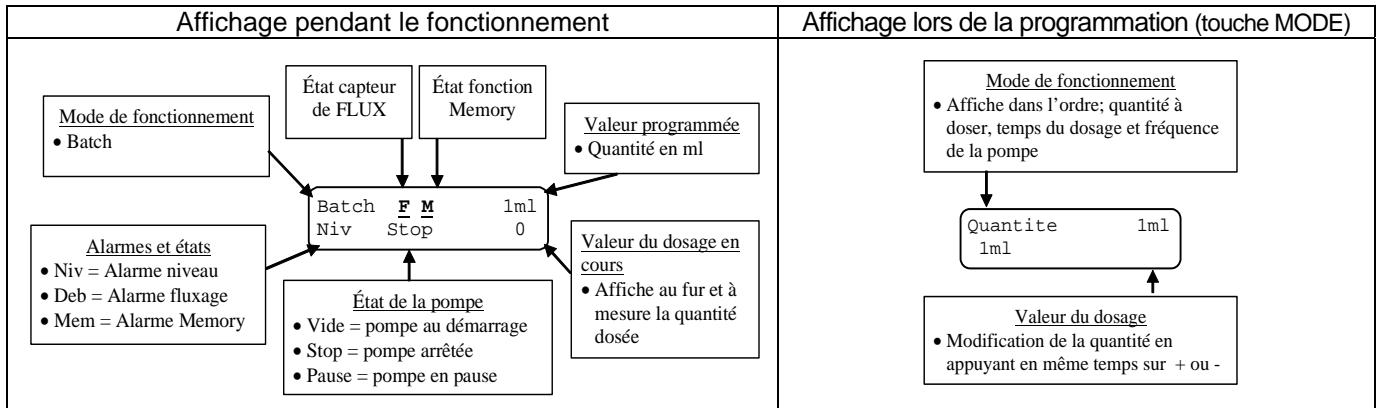 Affichage pendant le fonctionnement
Affichage lors de la programmation (touche MODE)
État capteur
de FLUX
État fonction
Memory
Mode de fonctionnement
• Batch
Valeur programmée
• Quantité en ml
Batch F M 1ml
Niv Stop 0
Alarmes et états
• Niv = Alarme niveau
• Deb = Alarme fluxage
• Mem = Alarme Memory
État de la pompe
• Vide = pompe au démarrage
• Stop = pompe arrêtée
• Pause = pompe en pause
Valeur du dosage en
cours
• Affiche au fur et à
mesure la quantité
dosée
Mode de fonctionnement
• Affiche dans l’ordre; quantité à
doser, temps du dosage et fréquence
de la pompe
Quantite 1ml
1ml
Valeur du dosage
• Modification de la quantité en
appuyant en même temps sur + ou -